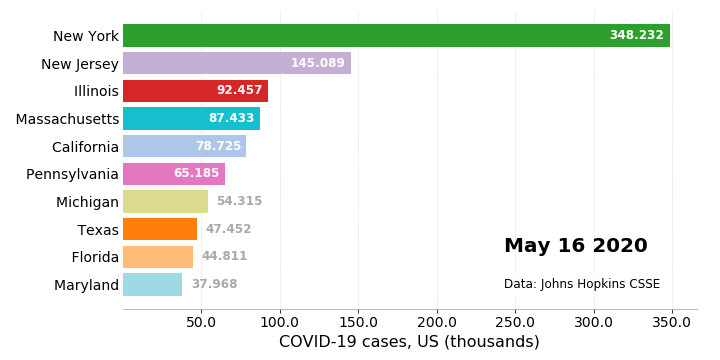 New York 348.232
New Jersey 145.089
Illinois 92.457
Massachusetts 87.433
California 78.725
Pennsylvania 65.185
Michigan 54.315
Texas 47.452
Florida 44.811
Maryland 37.968
May 16 2020
Data: Johns Hopkins CSSE
50.0 100.0 150.0 200.0 250.0 300.0 350.0
COVID-19 cases, US (thousands)